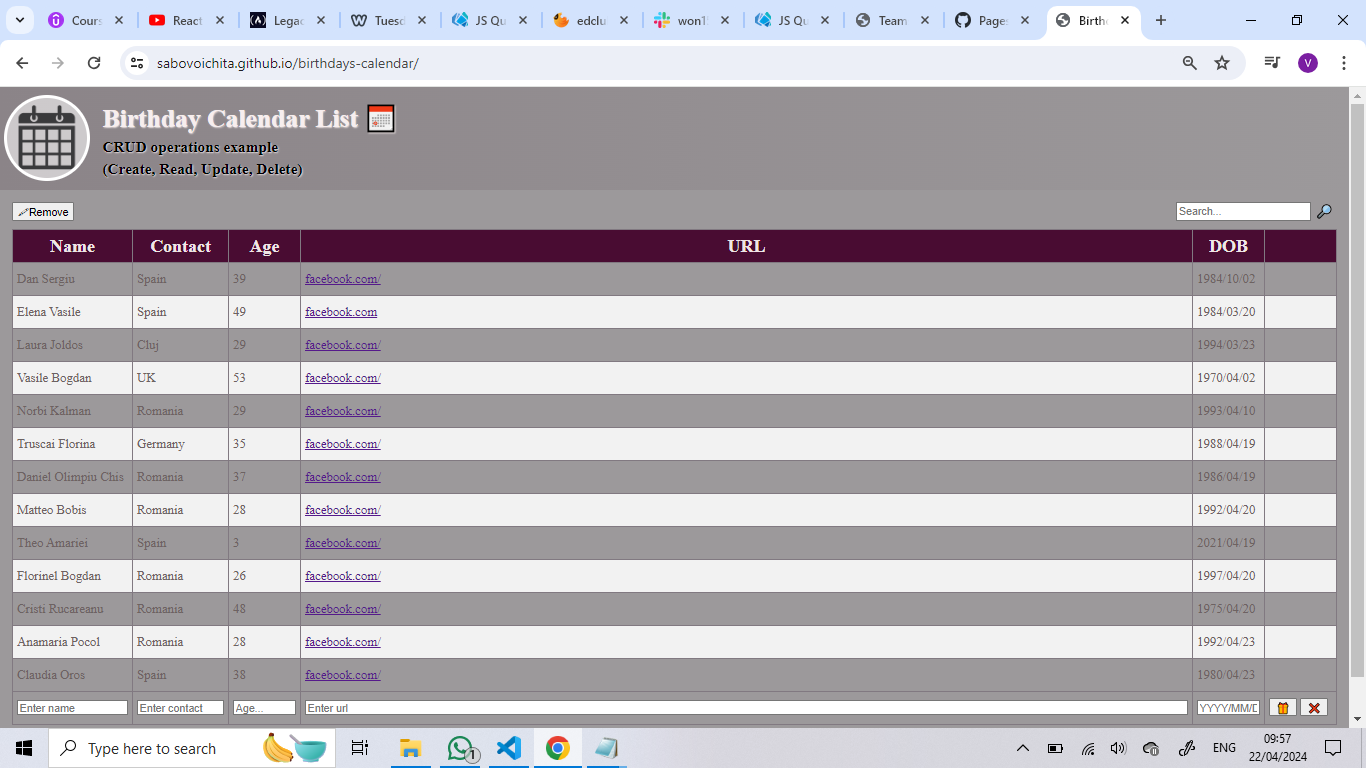 Cours
React
Legac
Tuesd
JS Qu
edclu
won1
JS Qu
Team
Page
Birth
sabovoichita.github.io/birthdays-calendar/
V
Birthday Calendar List
CRUD operations example
(Create, Read, Update, Delete)
Remove
Search...
Name Contact Age URL DOB
Dan Sergiu Spain 39 facebook.com/ 1984/10/02
Elena Vasile Spain 49 facebook.com 1984/03/20
Laura Joldos Cluj 29 facebook.com/ 1994/03/23
Vasile Bogdan UK 53 facebook.com/ 1970/04/02
Norbi Kalman Romania 29 facebook.com/ 1993/04/10
Truscai Florina Germany 35 facebook.com/ 1988/04/19
Daniel Olimpiu Chis Romania 37 facebook.com/ 1986/04/19
Matteo Bobis Romania 28 facebook.com/ 1992/04/20
Theo Amariei Spain 3 facebook.com/ 2021/04/19
Florinel Bogdan Romania 26 facebook.com/ 1997/04/20
Cristi Rucareanu Romania 48 facebook.com/ 1975/04/20
Anamaria Pocol Romania 28 facebook.com/ 1992/04/23
Claudia Oros Spain 38 facebook.com/ 1980/04/23
Enter name Enter contact Age... Enter url YYYY/MM/D
Type here to search
1
ENG
09:57
22/04/2024